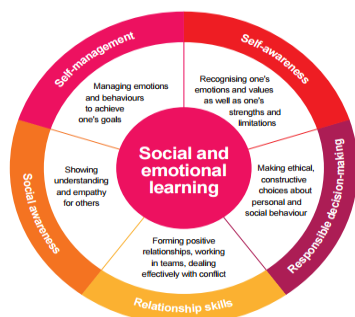 Self-management
Managing emotions
and behaviours
to achieve
one's goals
Self-awareness
Recognising one's
emotions and values
as well as one's
strengths and
limitations
Social and
emotional
learning
Social awareness
Showing
understanding
and empathy
for others
Responsible decision-making
Making ethical,
constructive
choices about
personal and
social behaviour
Relationship skills
Forming positive
relationships, working
in teams, dealing
effectively with conflict